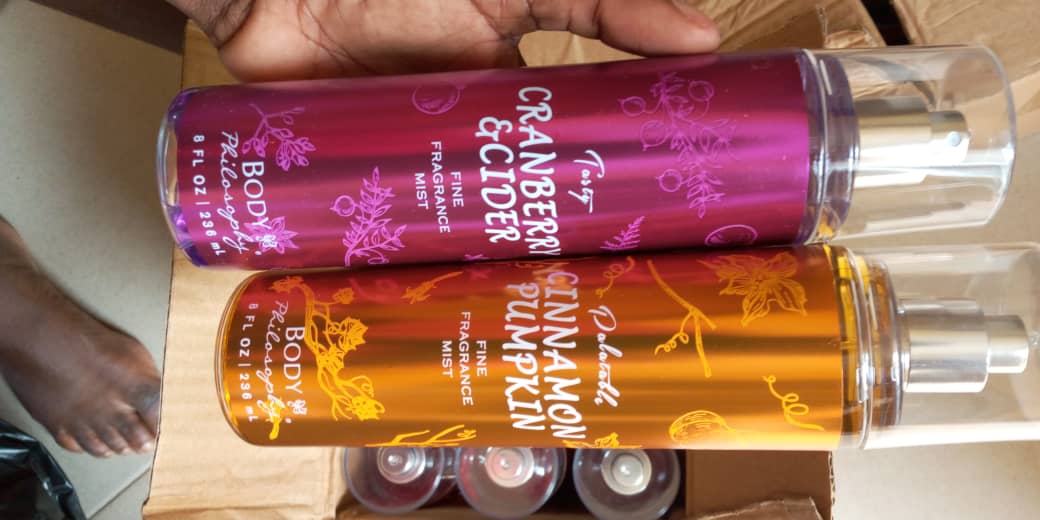 Tasty
CRANBERRY
&CIDER
FINE
FRAGRANCE
MIST
BODY
Philosophy
8 FL OZ | 236 mL
Palatable
CINNAMON
PUMPKIN
FINE
FRAGRANCE
MIST
BODY
Philosophy
8 FL OZ | 236 mL